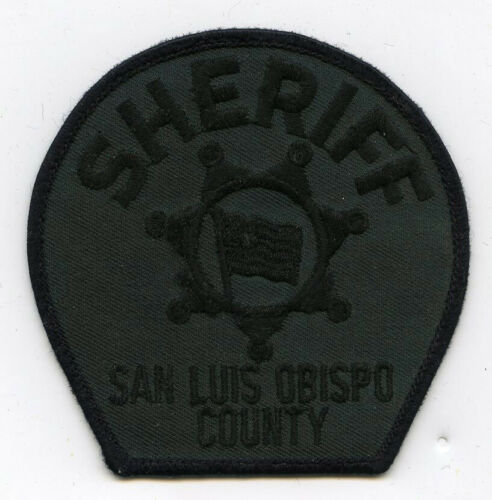 SHERIFF
SAN LUIS OBISPO
COUNTY